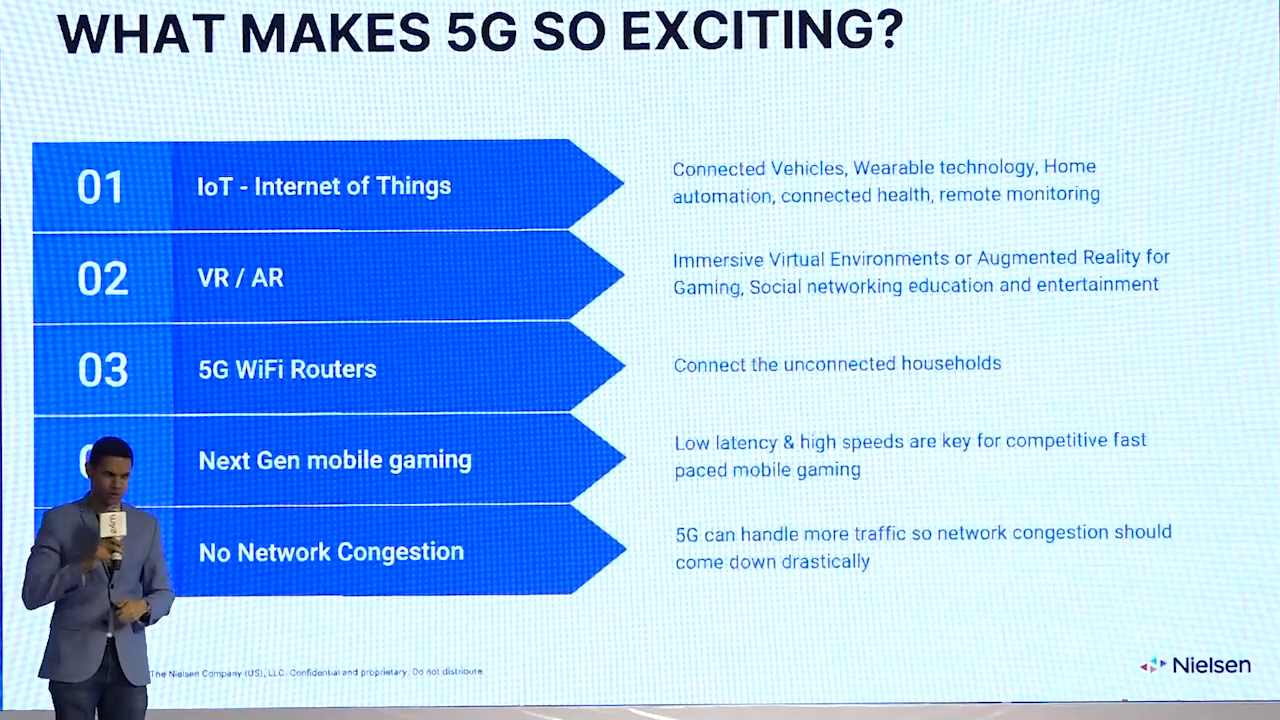 WHAT MAKES 5G SO EXCITING?
01
IoT - Internet of Things
Connected Vehicles, Wearable technology, Home
automation, connected health, remote monitoring
02
VR / AR
Immersive Virtual Environments or Augmented Reality for
Gaming, Social networking education and entertainment
03
5G WiFi Routers
Connect the unconnected households
Next Gen mobile gaming
Low latency & high speeds are key for competitive fast
paced mobile gaming
No Network Congestion
5G can handle more traffic so network congestion should
come down drastically
The Nielsen Company (US), LLC. Confidential and proprietary. Do not distribute.
Nielsen